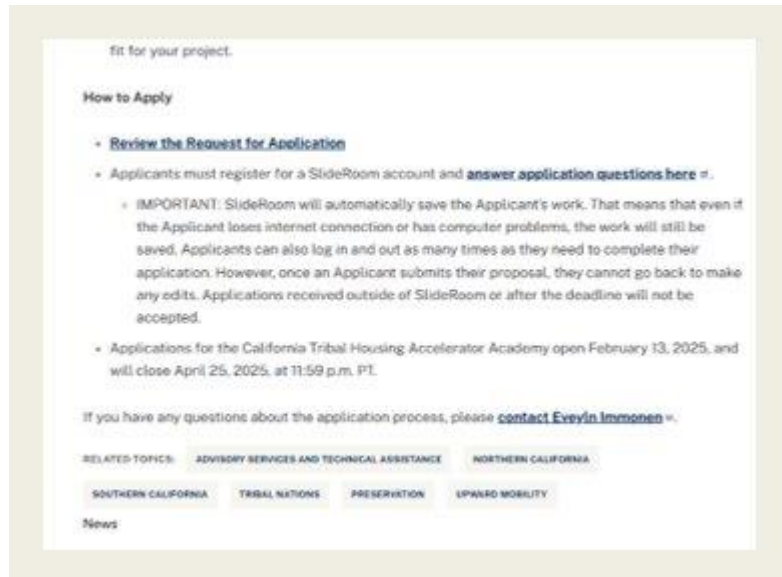 fit for your project.
How to Apply
• Review the Request for Application
• Applicants must register for a SlideRoom account and answer application questions here.
◦ IMPORTANT: SlideRoom will automatically save the Applicant's work. That means that even if
the Applicant loses internet connection or has computer problems, the work will still be
saved. Applicants can also log in and out as many times as they need to complete their
application. However, once an Applicant submits their proposal, they cannot go back to make
any edits. Applications received outside of SlideRoom or after the deadline will not be
accepted.
• Applications for the California Tribal Housing Accelerator Academy open February 13, 2025, and
will close April 25, 2025, at 11:59 p.m. PT.
If you have any questions about the application process, please contact Eveyln Immonen.
RELATED TOPICS: ADVISORY SERVICES AND TECHNICAL ASSISTANCE NORTHERN CALIFORNIA
SOUTHERN CALIFORNIA TRIBAL NATIONS PRESERVATION UPWARD MOBILITY
News